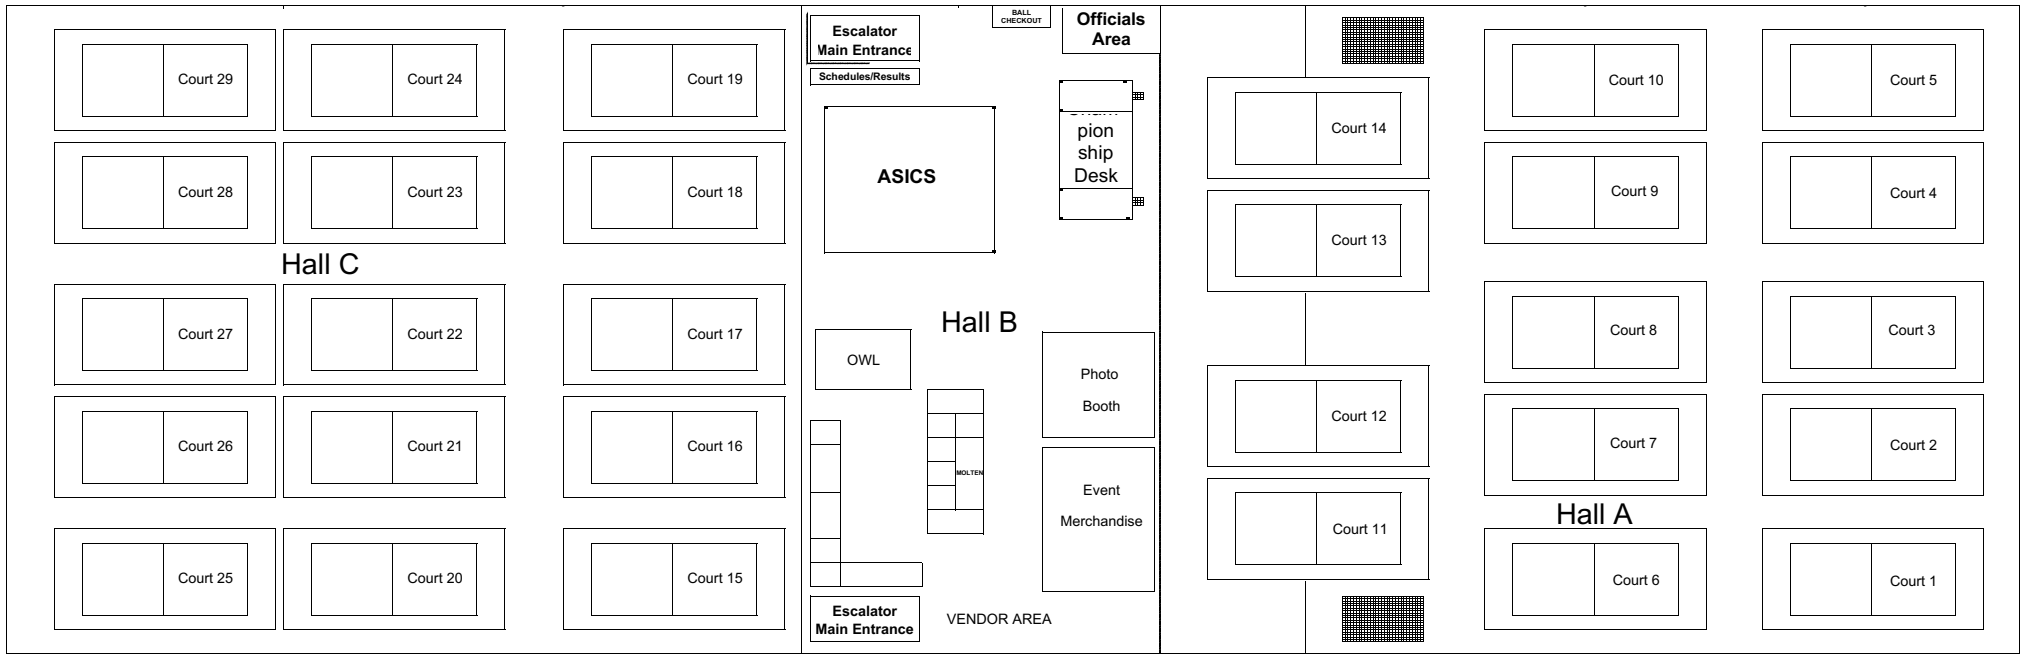 BALL
CHECKOUT
Officials
Area
Escalator
Main Entrance
Schedules/Results
Court 29
Court 24
Court 19
Court 10
Court 5
Court 14
pion
ship
Desk
ASICS
Court 28
Court 23
Court 18
Court 9
Court 4
Court 13
Hall C
Hall B
Court 27
Court 22
Court 17
OWL
Photo
Booth
Court 8
Court 3
Court 12
Court 26
Court 21
Court 16
MOLTEN
Event
Merchandise
Court 7
Court 2
Hall A
Court 11
Court 25
Court 20
Court 15
Court 6
Court 1
Escalator
Main Entrance
VENDOR AREA